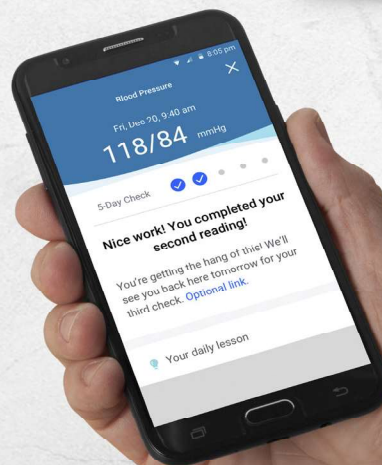 8:05 pm
Blood Pressure
Fri, Dec 20, 9:40 am
118/84 mmHg
5-Day Check
Nice work! You completed your
second reading!
You're getting the hang of this! We'll
see you back here tomorrow for your
third check. Optional link.
Your daily lesson